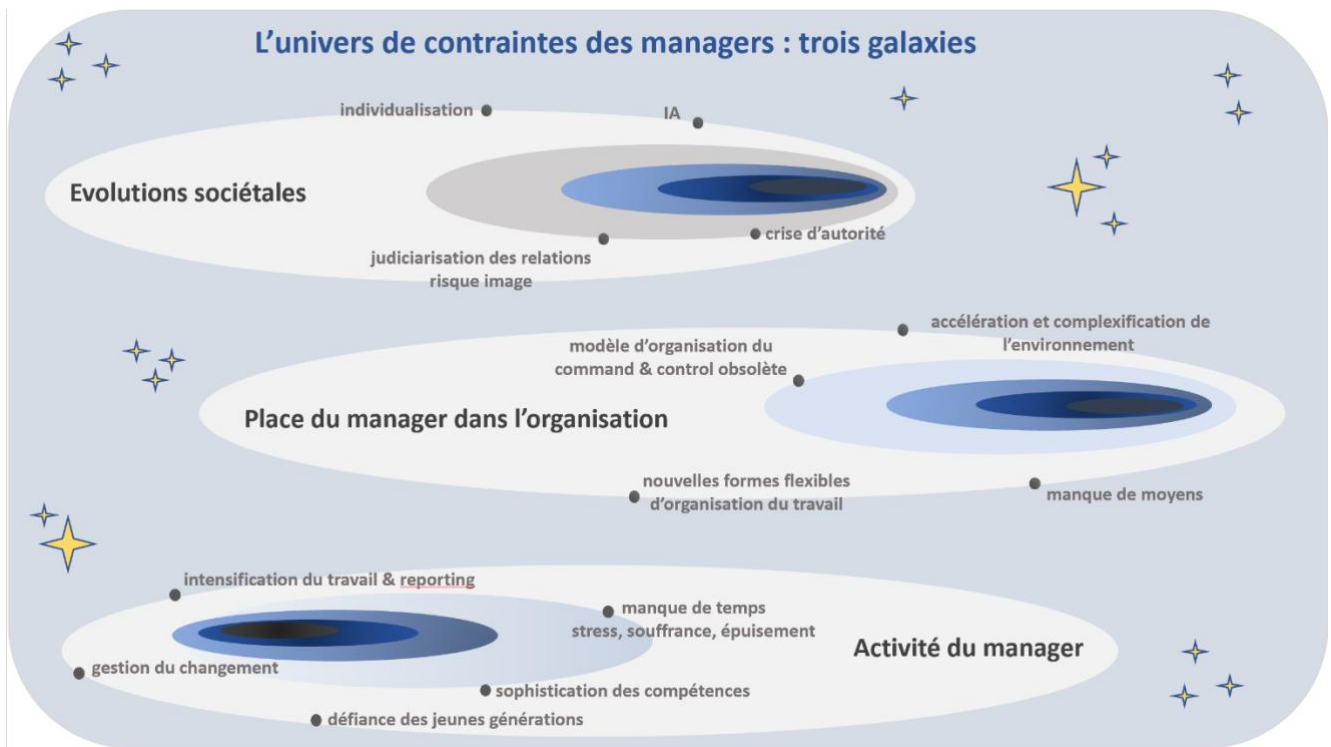 L'univers de contraintes des managers : trois galaxies
individualisation
IA
Evolutions sociétales
crise d'autorité
judiciarisation des relations
risque image
accélération et complexification de
l'environnement
modèle d'organisation du
command & control obsolète
Place du manager dans l'organisation
nouvelles formes flexibles
d'organisation du travail
manque de moyens
intensification du travail & reporting
manque de temps
stress, souffrance, épuisement
Activité du manager
gestion du changement
sophistication des compétences
défiance des jeunes générations